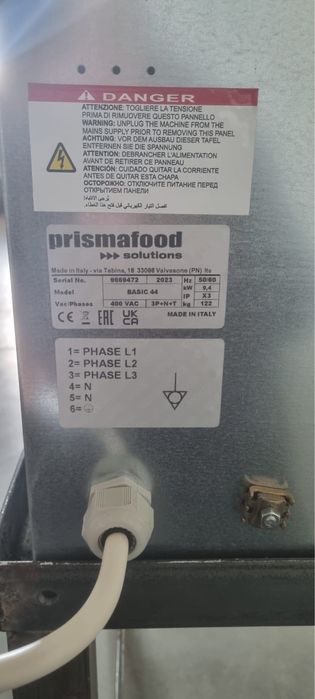 DANGER
ATTENZIONE: TOGLIERE LA TENSIONE
PRIMA DI RIMUOVERE QUESTO PANNELLO
WARNING: UNPLUG THE MACHINE FROM THE
MAINS SUPPLY PRIOR TO REMOVING THIS PANEL
ACHTUNG: VOR DEM AUSBAU DIESER TAFEL
ENTFERNEN SIE DIE SPANNUNG
ATTENTION: DEBRANCHER L'ALIMENTATION
AVANT DE RETIRER CE PANNEAU
ATENCIÓN: CUIDADO QUITAR LA CORRIENTE
ANTES DE QUITAR ESTA CHAPA
ОСТОРОЖНО: ОТКЛЮЧИТЕ ПИТАНИЕ ПЕРЕД
ОТКРЫТИЕМ ПАНЕЛИ
prismafood
solutions
Made in Italy - via Tabina, 18 33098 Valvasone (PN) Ita
Serial No. 0069472 2023 Hz 50/60
Model BASIC 44 kW 9,4
IP X3
Vac/Phases 400 VAC 3P+N+T kg 122
CE EAC UKCA MADE IN ITALY
1= PHASE L1
2= PHASE L2
3= PHASE L3
4= N
5= N
6=